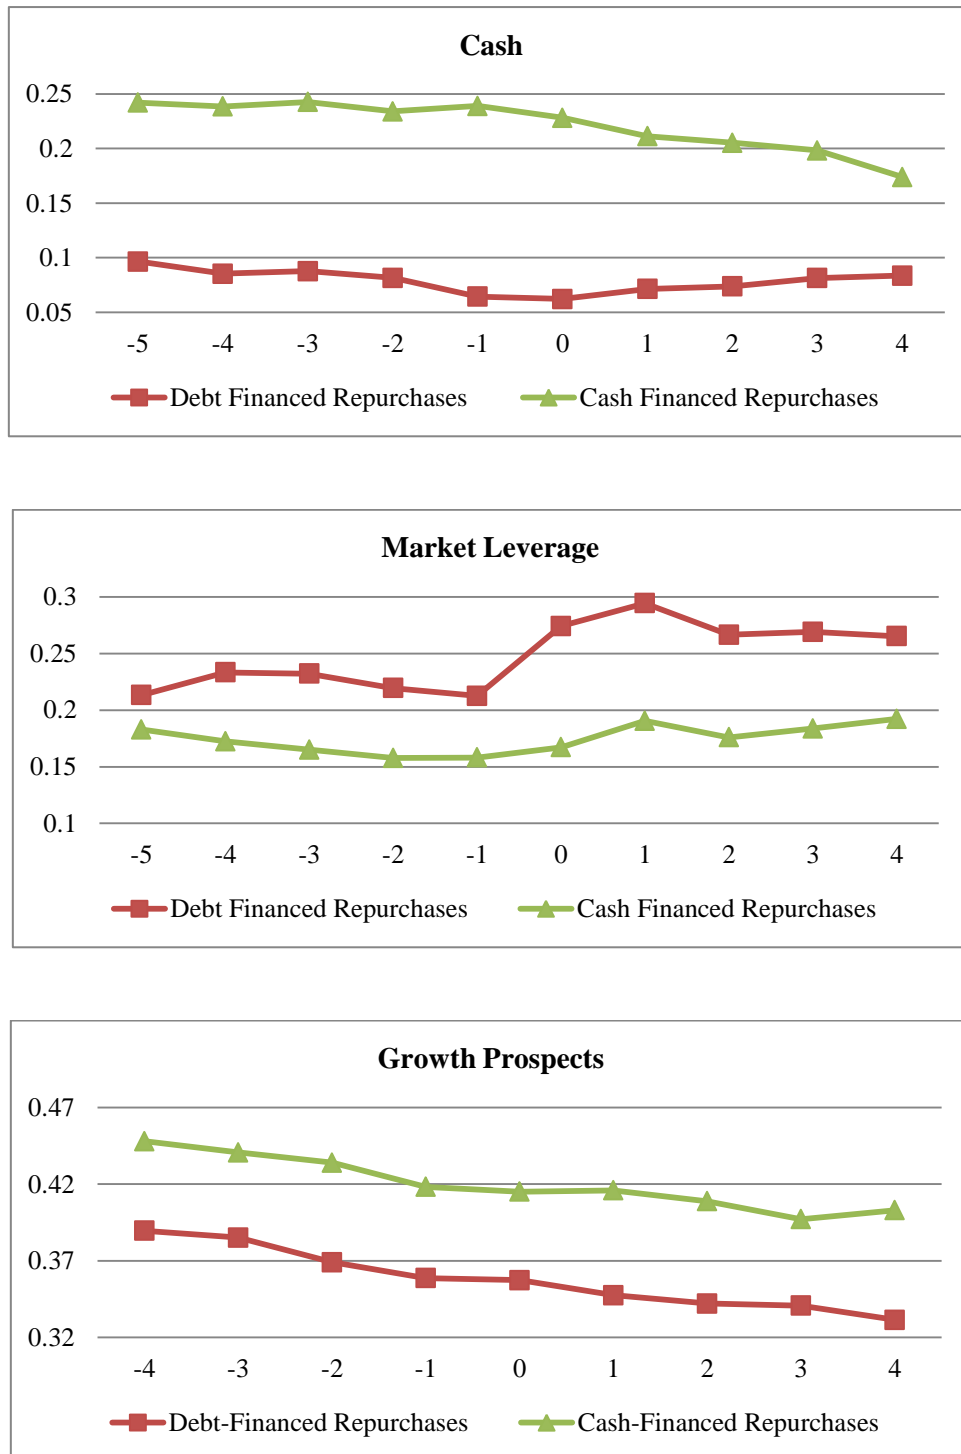 Cash
0.25
0.2
0.15
0.1
0.05
-5 -4 -3 -2 -1 0 1 2 3 4
Debt Financed Repurchases Cash Financed Repurchases
Market Leverage
0.3
0.25
0.2
0.15
0.1
-5 -4 -3 -2 -1 0 1 2 3 4
Debt Financed Repurchases Cash Financed Repurchases
Growth Prospects
0.47
0.42
0.37
0.32
-4 -3 -2 -1 0 1 2 3 4
Debt-Financed Repurchases Cash-Financed Repurchases